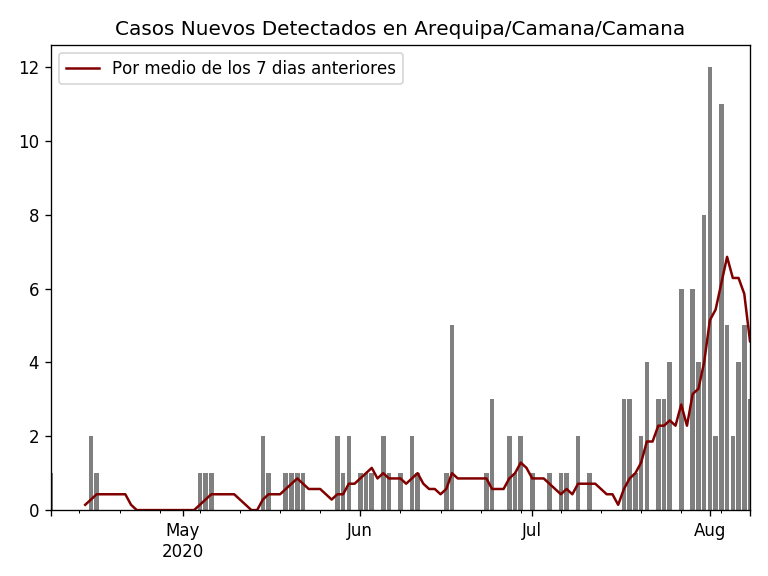 Casos Nuevos Detectados en Arequipa/Camana/Camana
Por medio de los 7 dias anteriores
12
10
8
6
4
2
0
May
2020
Jun
Jul
Aug